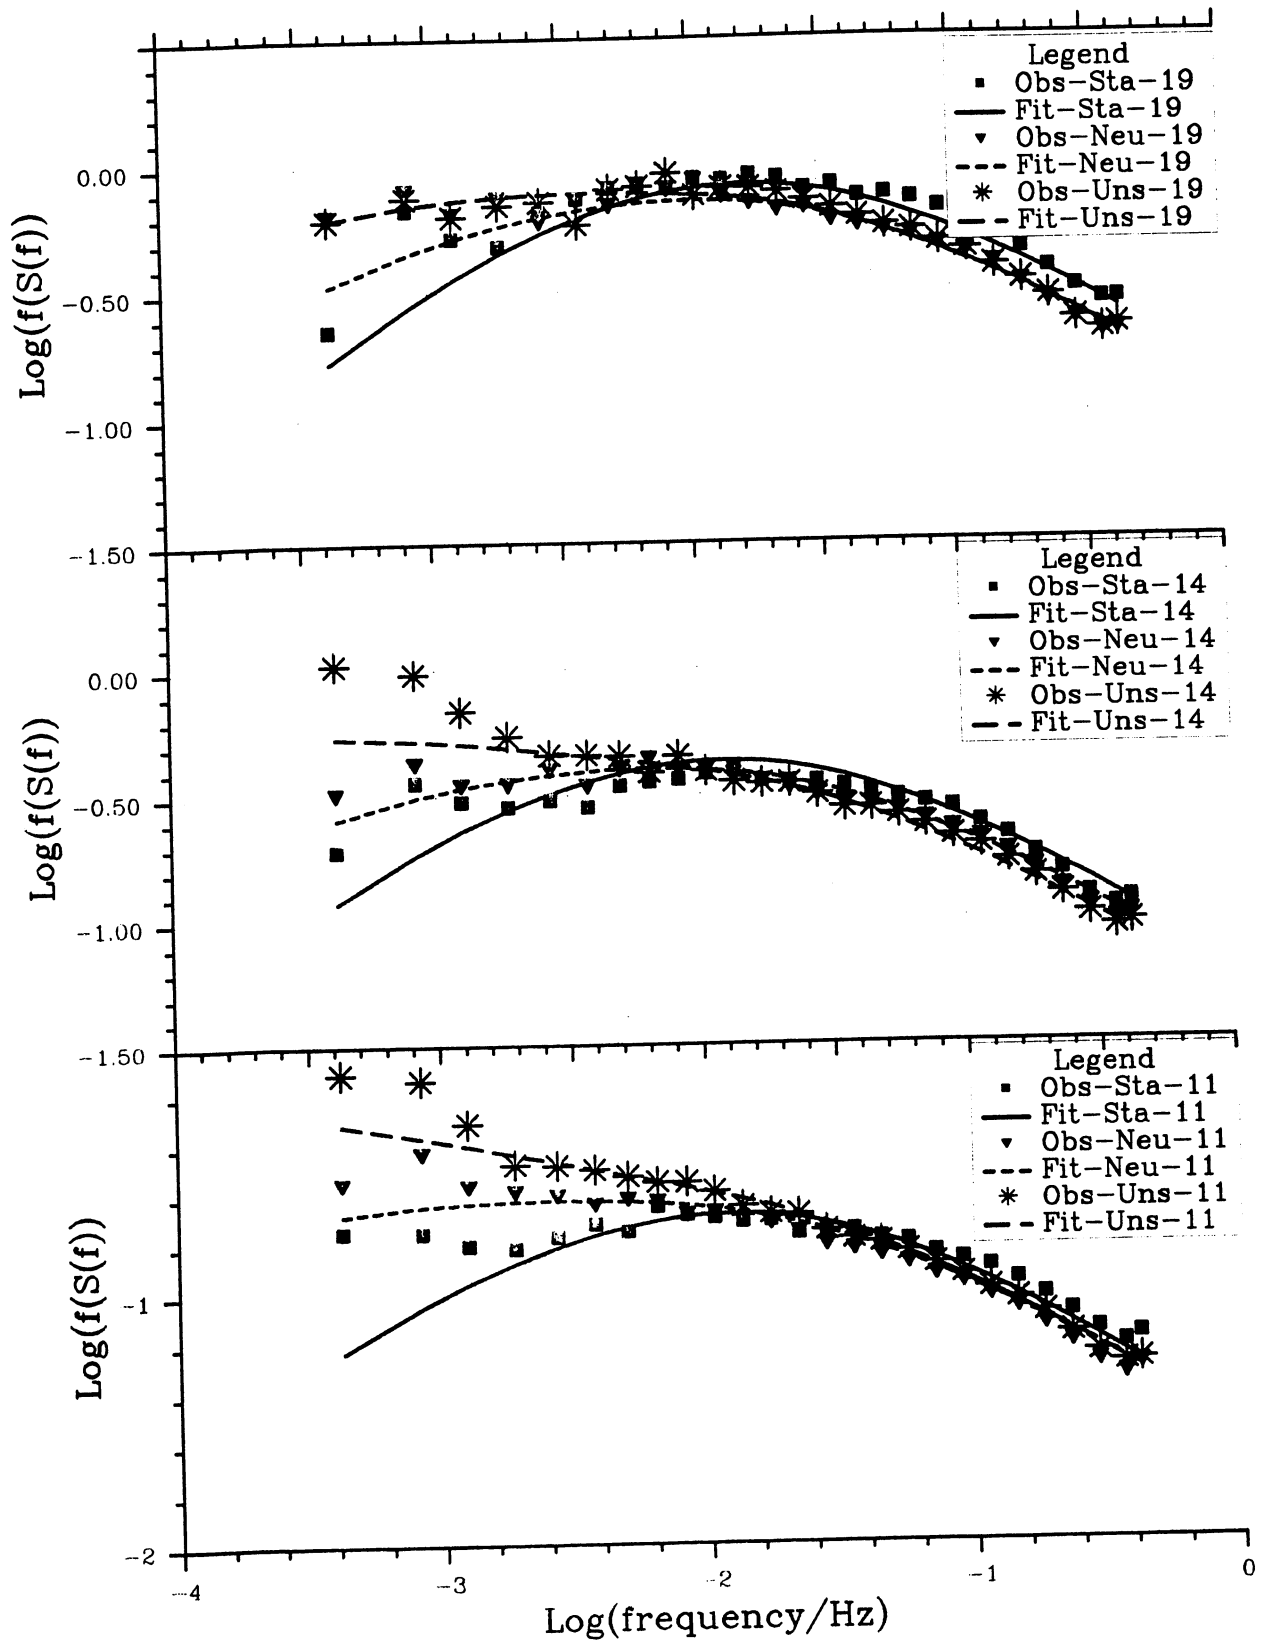 Legend
Obs-Sta-19
Fit-Sta-19
Obs-Neu-19
Fit-Neu-19
Obs-Uns-19
Fit-Uns-19
0.00
-0.50
-1.00
-1.50
Log(f(S(f))
Legend
Obs-Sta-14
Fit-Sta-14
Obs-Neu-14
Fit-Neu-14
Obs-Uns-14
Fit-Uns-14
0.00
-0.50
-1.00
-1.50
Log(f(S(f))
Legend
Obs-Sta-11
Fit-Sta-11
Obs-Neu-11
Fit-Neu-11
Obs-Uns-11
Fit-Uns-11
-1
-2
Log(f(S(f))
-4
-3
-2
-1
0
Log(frequency/Hz)